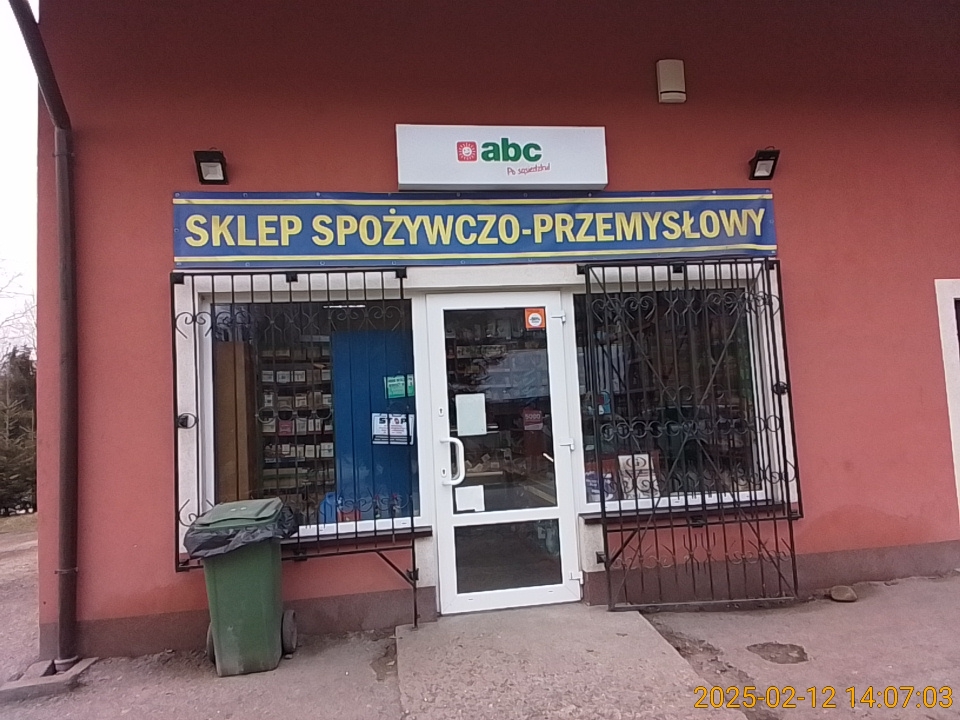 abc
Po sąsiedzku!
SKLEP SPOŻYWCZO-PRZEMYSŁOWY
STOP
2025-02-12 14:07:03